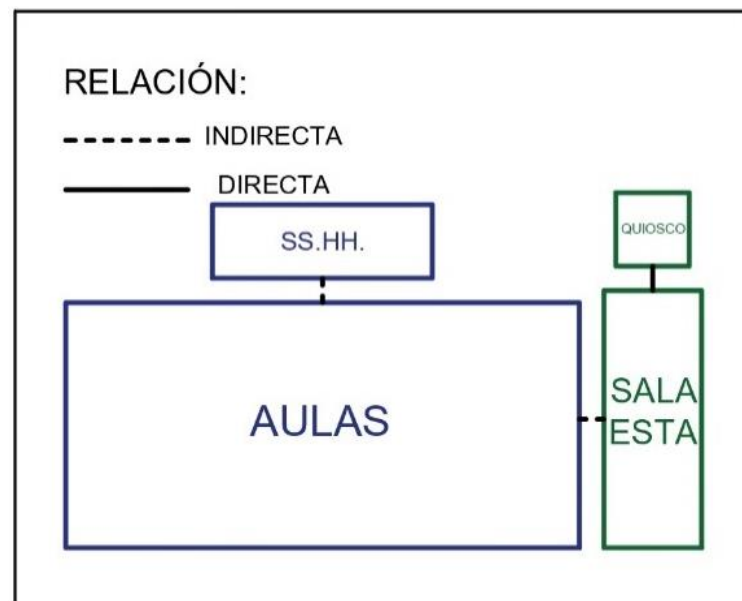 RELACIÓN:
INDIRECTA
DIRECTA
SS.HH.
QUIOSCO
AULAS
SALA
ESTA